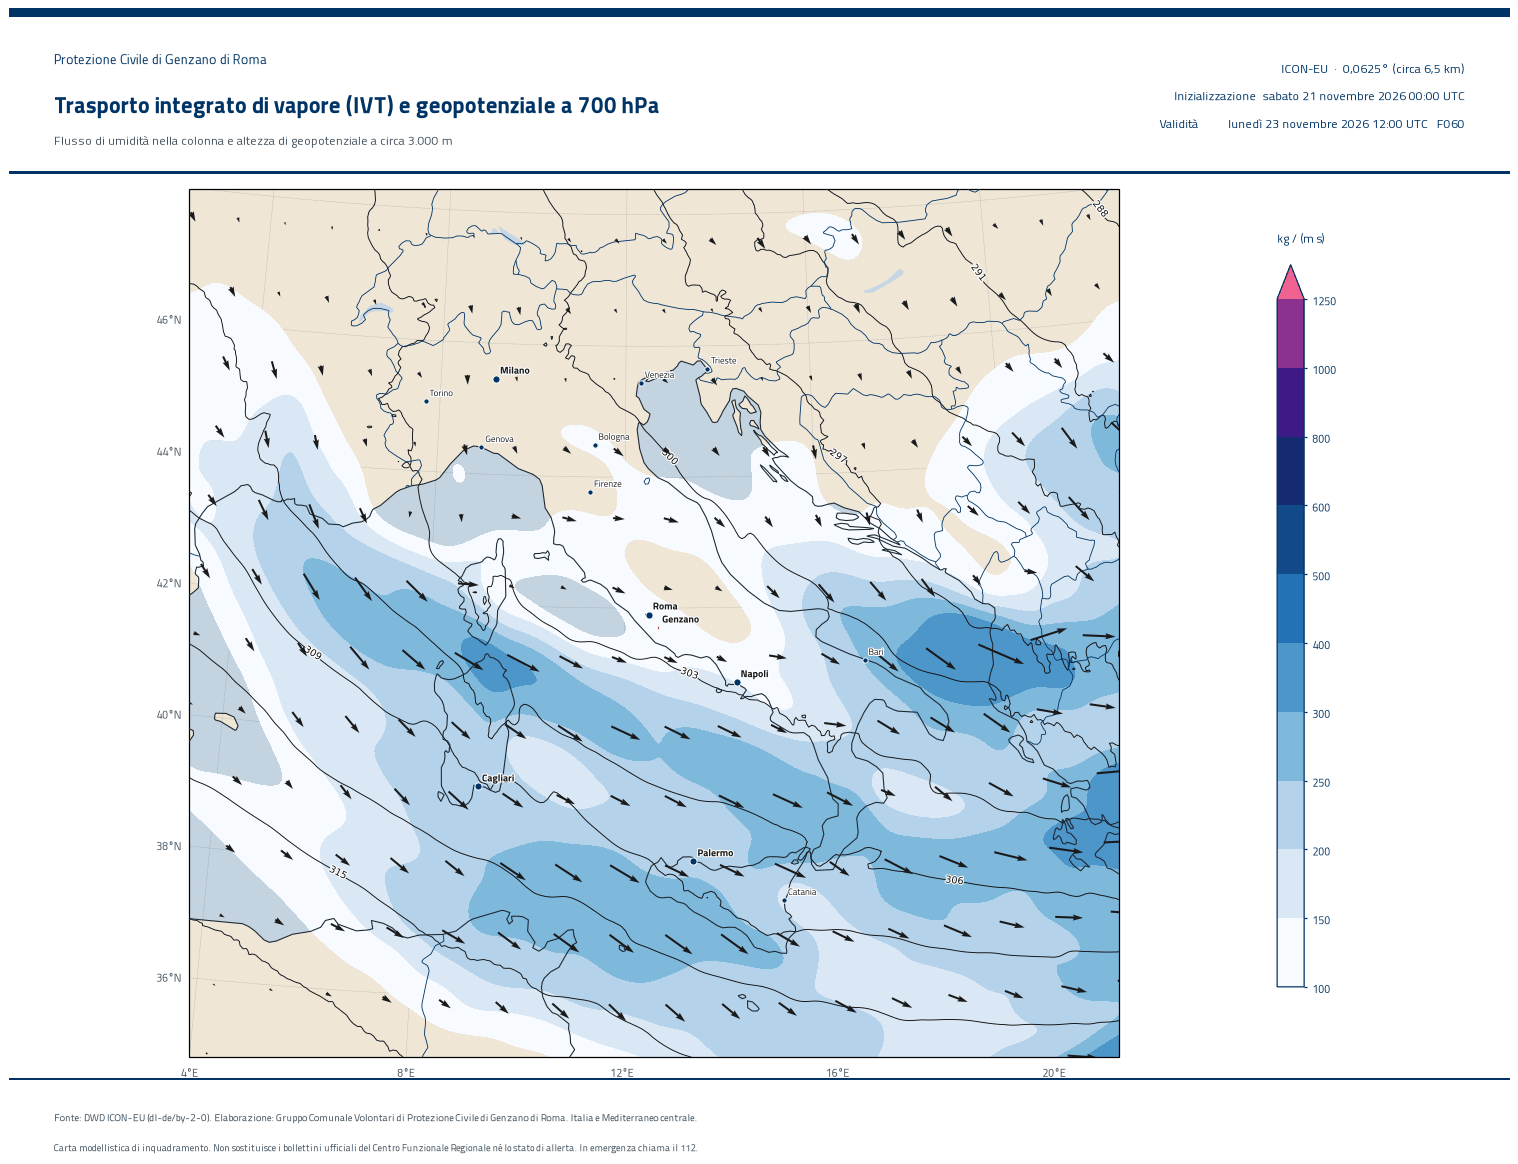 Protezione Civile di Genzano di Roma
Trasporto integrato di vapore (IVT) e geopotenziale a 700 hPa
Flusso di umidità nella colonna e altezza di geopotenziale a circa 3.000 m
ICON-EU · 0,0625° (circa 6,5 km)
Inizializzazione sabato 21 novembre 2026 00:00 UTC
Validità lunedì 23 novembre 2026 12:00 UTC F060
288
291
46°N
Trieste
Milano
Venezia
Torino
44°N
Genova
Bologna
300
297
Firenze
42°N
Roma
Genzano
309
Bari
303
Napoli
40°N
Cagliari
38°N
Palermo
315
306
Catania
36°N
4°E
8°E
12°E
16°E
20°E
kg / (m s)
1250
1000
800
600
500
400
300
250
200
150
100
Fonte: DWD ICON-EU (dl-de/by-2-0). Elaborazione: Gruppo Comunale Volontari di Protezione Civile di Genzano di Roma. Italia e Mediterraneo centrale.
Carta modellistica di inquadramento. Non sostituisce i bollettini ufficiali del Centro Funzionale Regionale né lo stato di allerta. In emergenza chiama il 112.